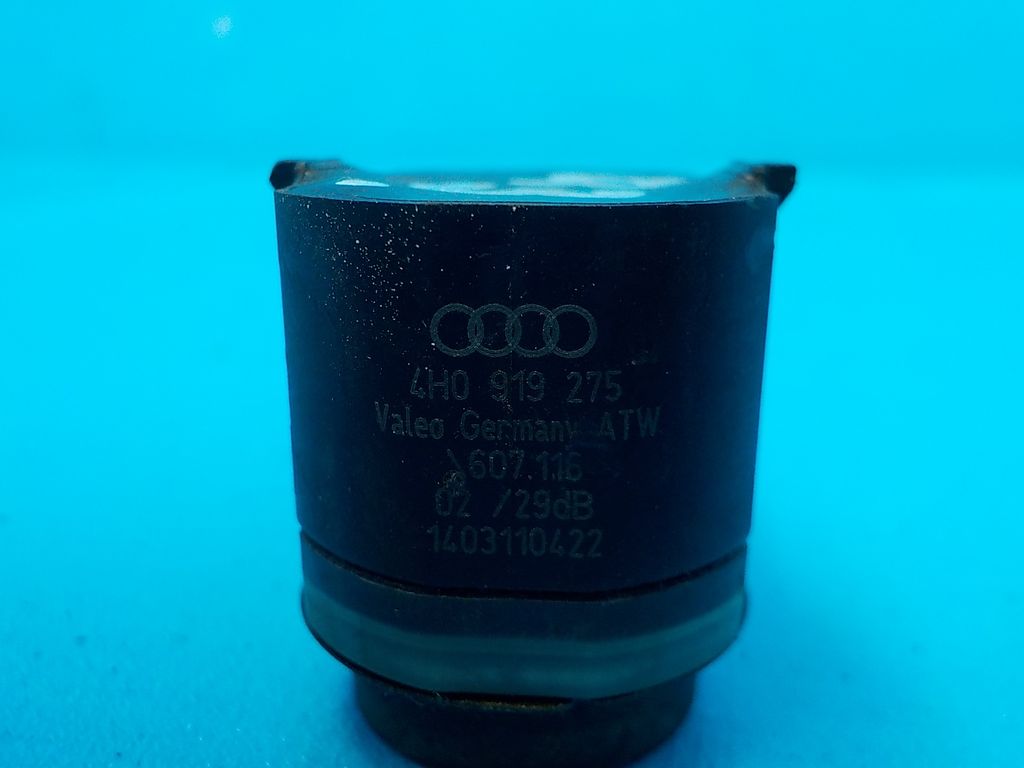 4H0 919 275
Valeo Germany ATW
607.116
02 /29dB
1403110422